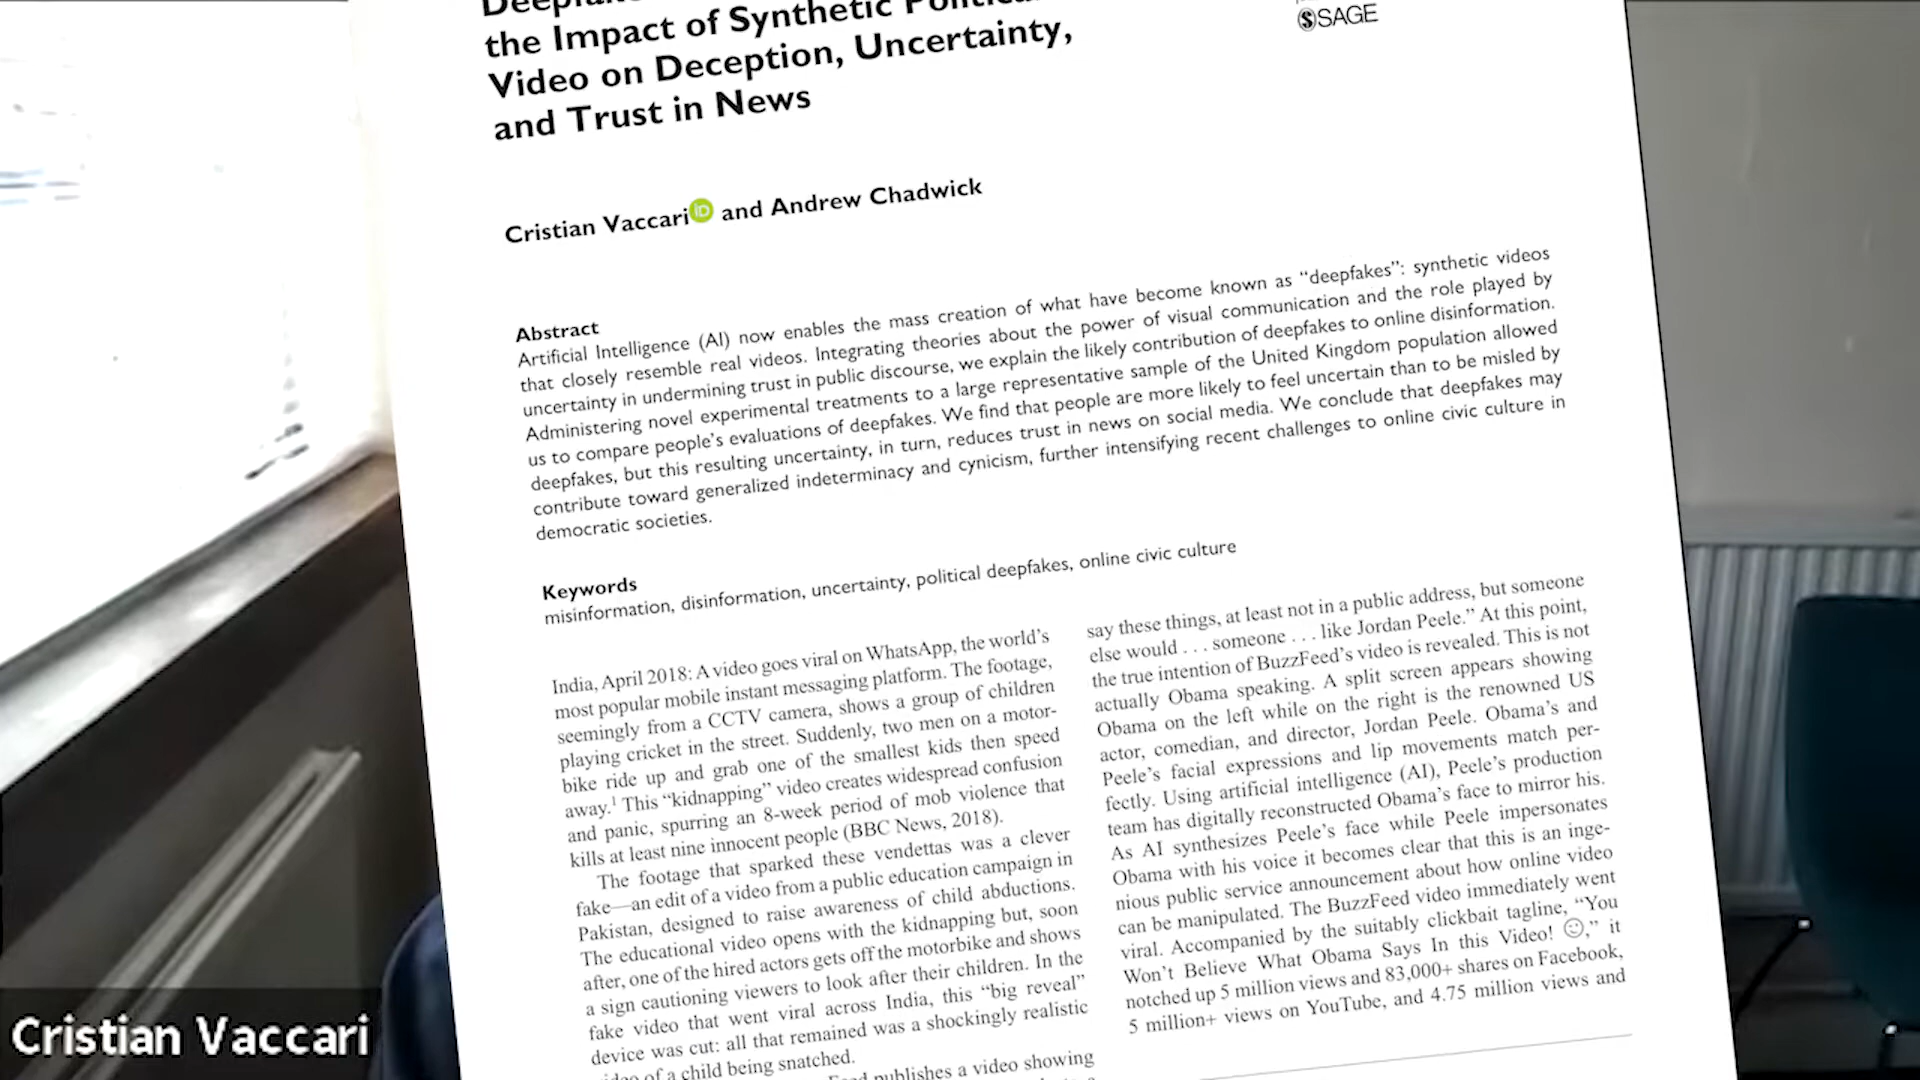 the Impact of Synthetic
Video on Deception, Uncertainty,
and Trust in News
SAGE
Cristian Vaccari iD and Andrew Chadwick
Abstract
Artificial Intelligence (AI) now enables the mass creation of what have become known as “deepfakes”: synthetic videos
that closely resemble real videos. Integrating theories about the power of visual communication and the role played by
uncertainty in undermining trust in public discourse, we explain the likely contribution of deepfakes to online disinformation.
Administering novel experimental treatments to a large representative sample of the United Kingdom population allowed
us to compare people’s evaluations of deepfakes. We find that people are more likely to feel uncertain than to be misled by
deepfakes, but this resulting uncertainty, in turn, reduces trust in news on social media. We conclude that deepfakes may
contribute toward generalized indeterminacy and cynicism, further intensifying recent challenges to online civic culture in
democratic societies.
Keywords
misinformation, disinformation, uncertainty, political deepfakes, online civic culture
India, April 2018: A video goes viral on WhatsApp, the world’s
most popular mobile instant messaging platform. The footage,
seemingly from a CCTV camera, shows a group of children
playing cricket in the street. Suddenly, two men on a motor-
bike ride up and grab one of the smallest kids then speed
away.¹ This “kidnapping” video creates widespread confusion
and panic, spurring an 8-week period of mob violence that
kills at least nine innocent people (BBC News, 2018).
The footage that sparked these vendettas was a clever
fake—an edit of a video from a public education campaign in
Pakistan, designed to raise awareness of child abductions.
The educational video opens with the kidnapping but, soon
after, one of the hired actors gets off the motorbike and shows
a sign cautioning viewers to look after their children. In the
fake video that went viral across India, this “big reveal”
device was cut: all that remained was a shockingly realistic
of a child being snatched.
publishes a video showing
say these things, at least not in a public address, but someone
else would . . . someone . . . like Jordan Peele.” At this point,
the true intention of BuzzFeed’s video is revealed. This is not
actually Obama speaking. A split screen appears showing
Obama on the left while on the right is the renowned US
actor, comedian, and director, Jordan Peele. Obama’s and
Peele’s facial expressions and lip movements match per-
fectly. Using artificial intelligence (AI), Peele’s production
team has digitally reconstructed Obama’s face to mirror his.
As AI synthesizes Peele’s face while Peele impersonates
Obama with his voice it becomes clear that this is an inge-
nious public service announcement about how online video
can be manipulated. The BuzzFeed video immediately went
viral. Accompanied by the suitably clickbait tagline, “You
Won’t Believe What Obama Says In this Video! ☺,” it
notched up 5 million views and 83,000+ shares on Facebook,
5 million+ views on YouTube, and 4.75 million views and
Cristian Vaccari